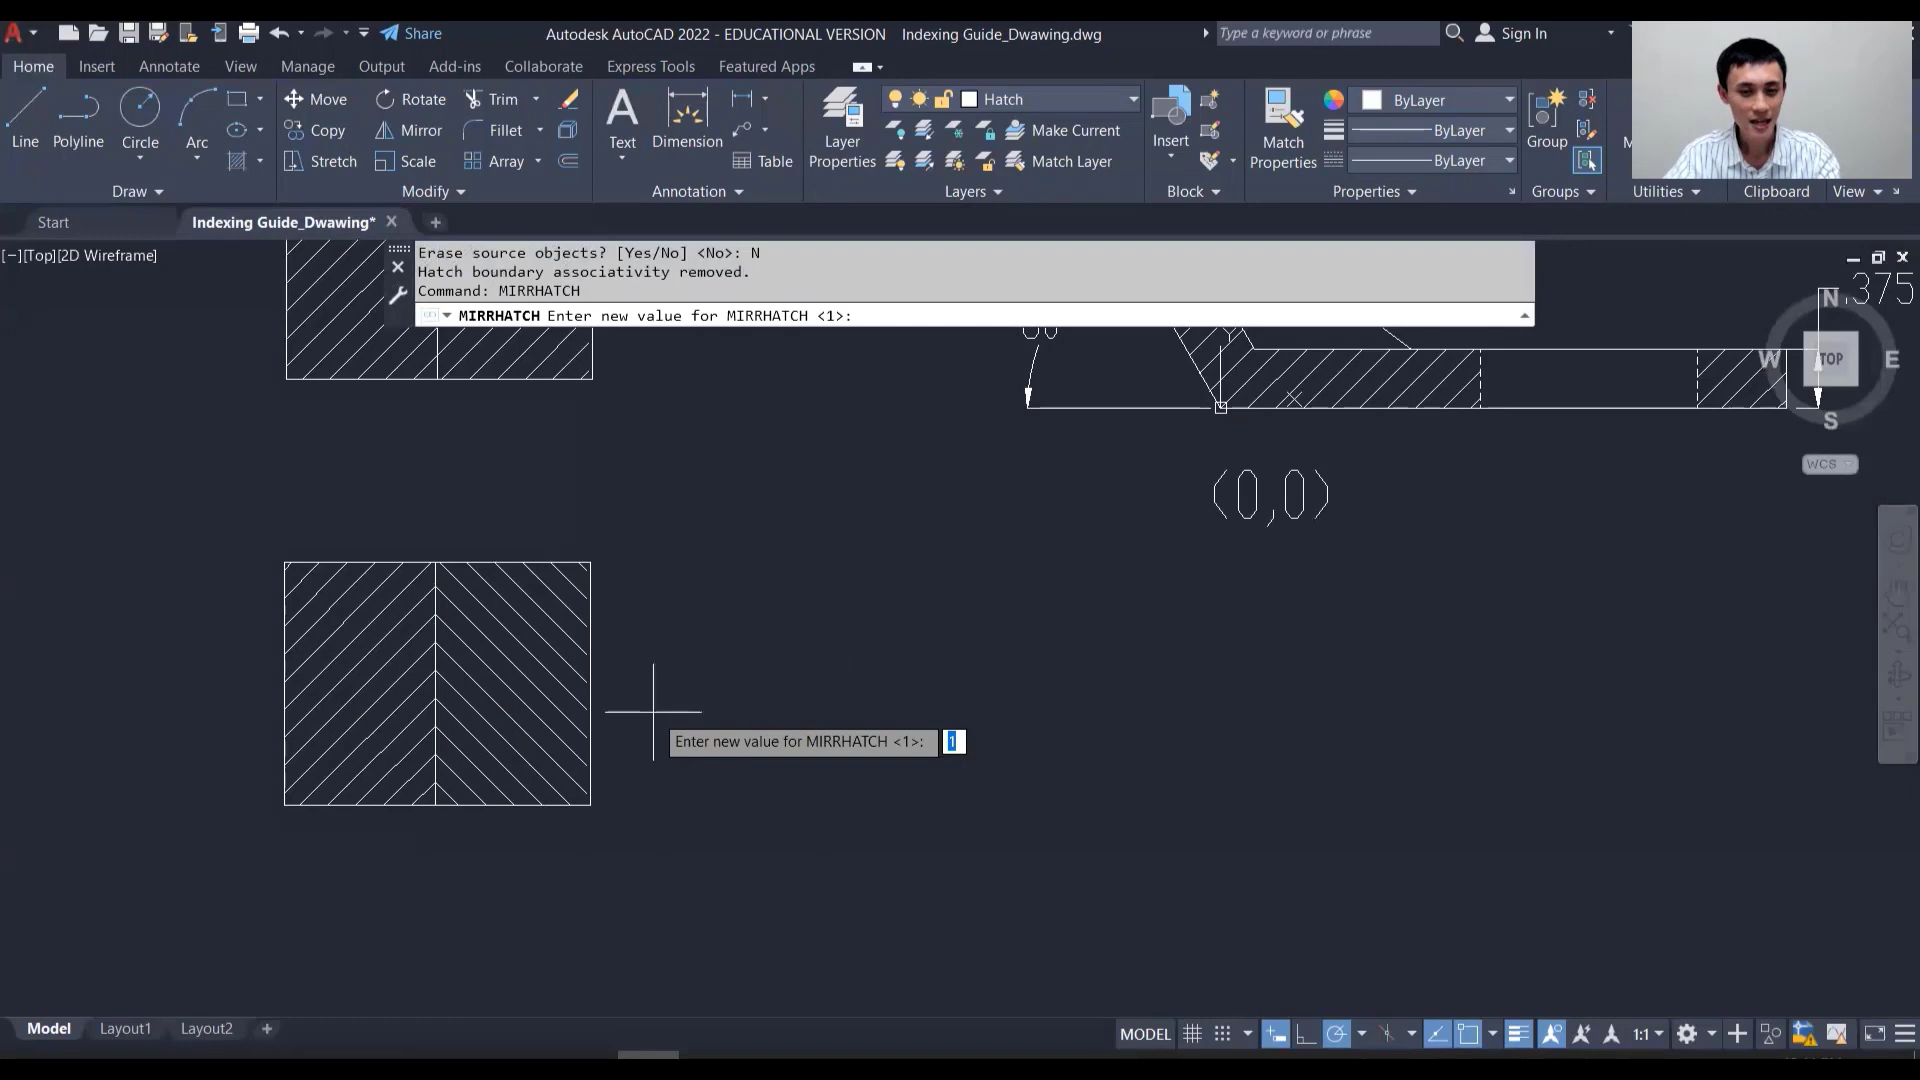 Share
Autodesk AutoCAD 2022 - EDUCATIONAL VERSION Indexing Guide_Dwawing.dwg
Type a keyword or phrase
Sign In
Home Insert Annotate View Manage Output Add-ins Collaborate Express Tools Featured Apps
Line Polyline Circle Arc
Draw
Move Rotate Trim
Copy Mirror Fillet
Stretch Scale Array
Modify
Text Dimension Table
Annotation
Layer Properties
Hatch
Make Current
Match Layer
Layers
Insert
Block
Match Properties
ByLayer
ByLayer
ByLayer
Properties
Group
Groups
Utilities
Clipboard
View
Start
Indexing Guide_Dwawing*
[−][Top][2D Wireframe]
Erase source objects? [Yes/No] <No>: N
Hatch boundary associativity removed.
Command: MIRRHATCH
MIRRHATCH Enter new value for MIRRHATCH <1>:
.375
N
W TOP E
S
WCS
(0,0)
Enter new value for MIRRHATCH <1>: 1
Model Layout1 Layout2
MODEL
1:1